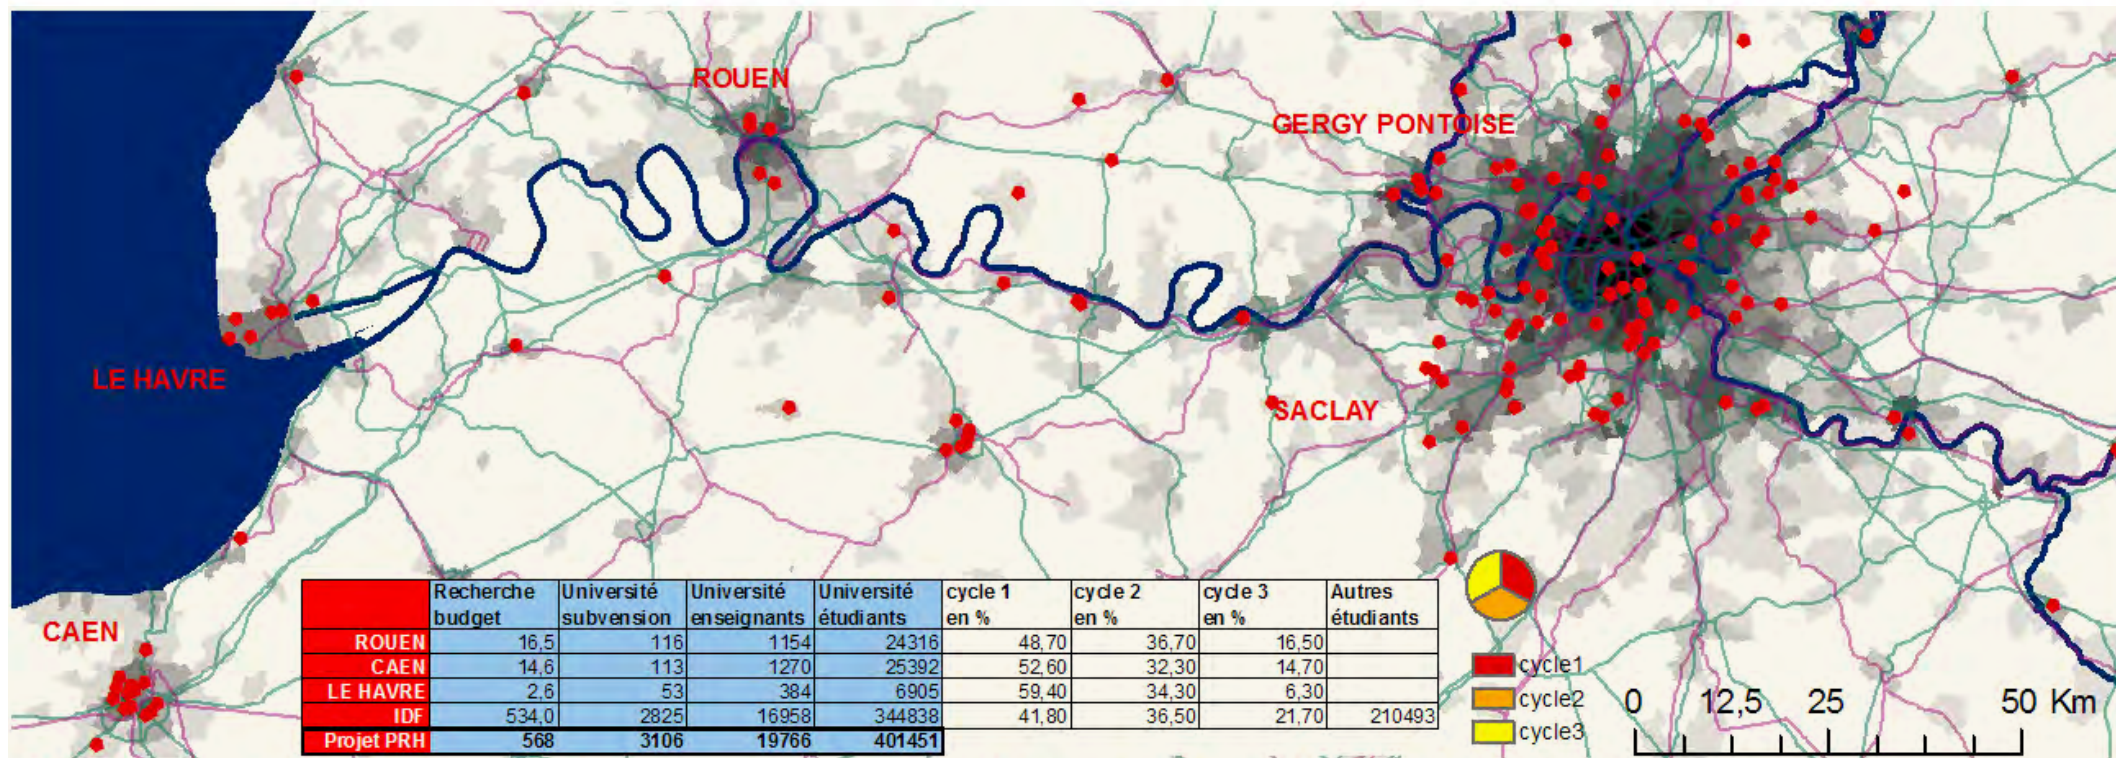 ROUEN
GERGY PONTOISE
LE HAVRE
SACLAY
CAEN
Recherche budget Université subvension Université enseignants Université étudiants cycle 1 en % cycle 2 en % cycle 3 en % Autres étudiants
ROUEN 16,5 116 1154 24316 48,70 36,70 16,50
CAEN 14,6 113 1270 25392 52,60 32,30 14,70
LE HAVRE 2,6 53 384 6905 59,40 34,30 6,30
IDF 534,0 2825 16958 344838 41,80 36,50 21,70 210493
Projet PRH 568 3106 19766 401451
cycle1
cycle2
cycle3
0 12,5 25 50 Km